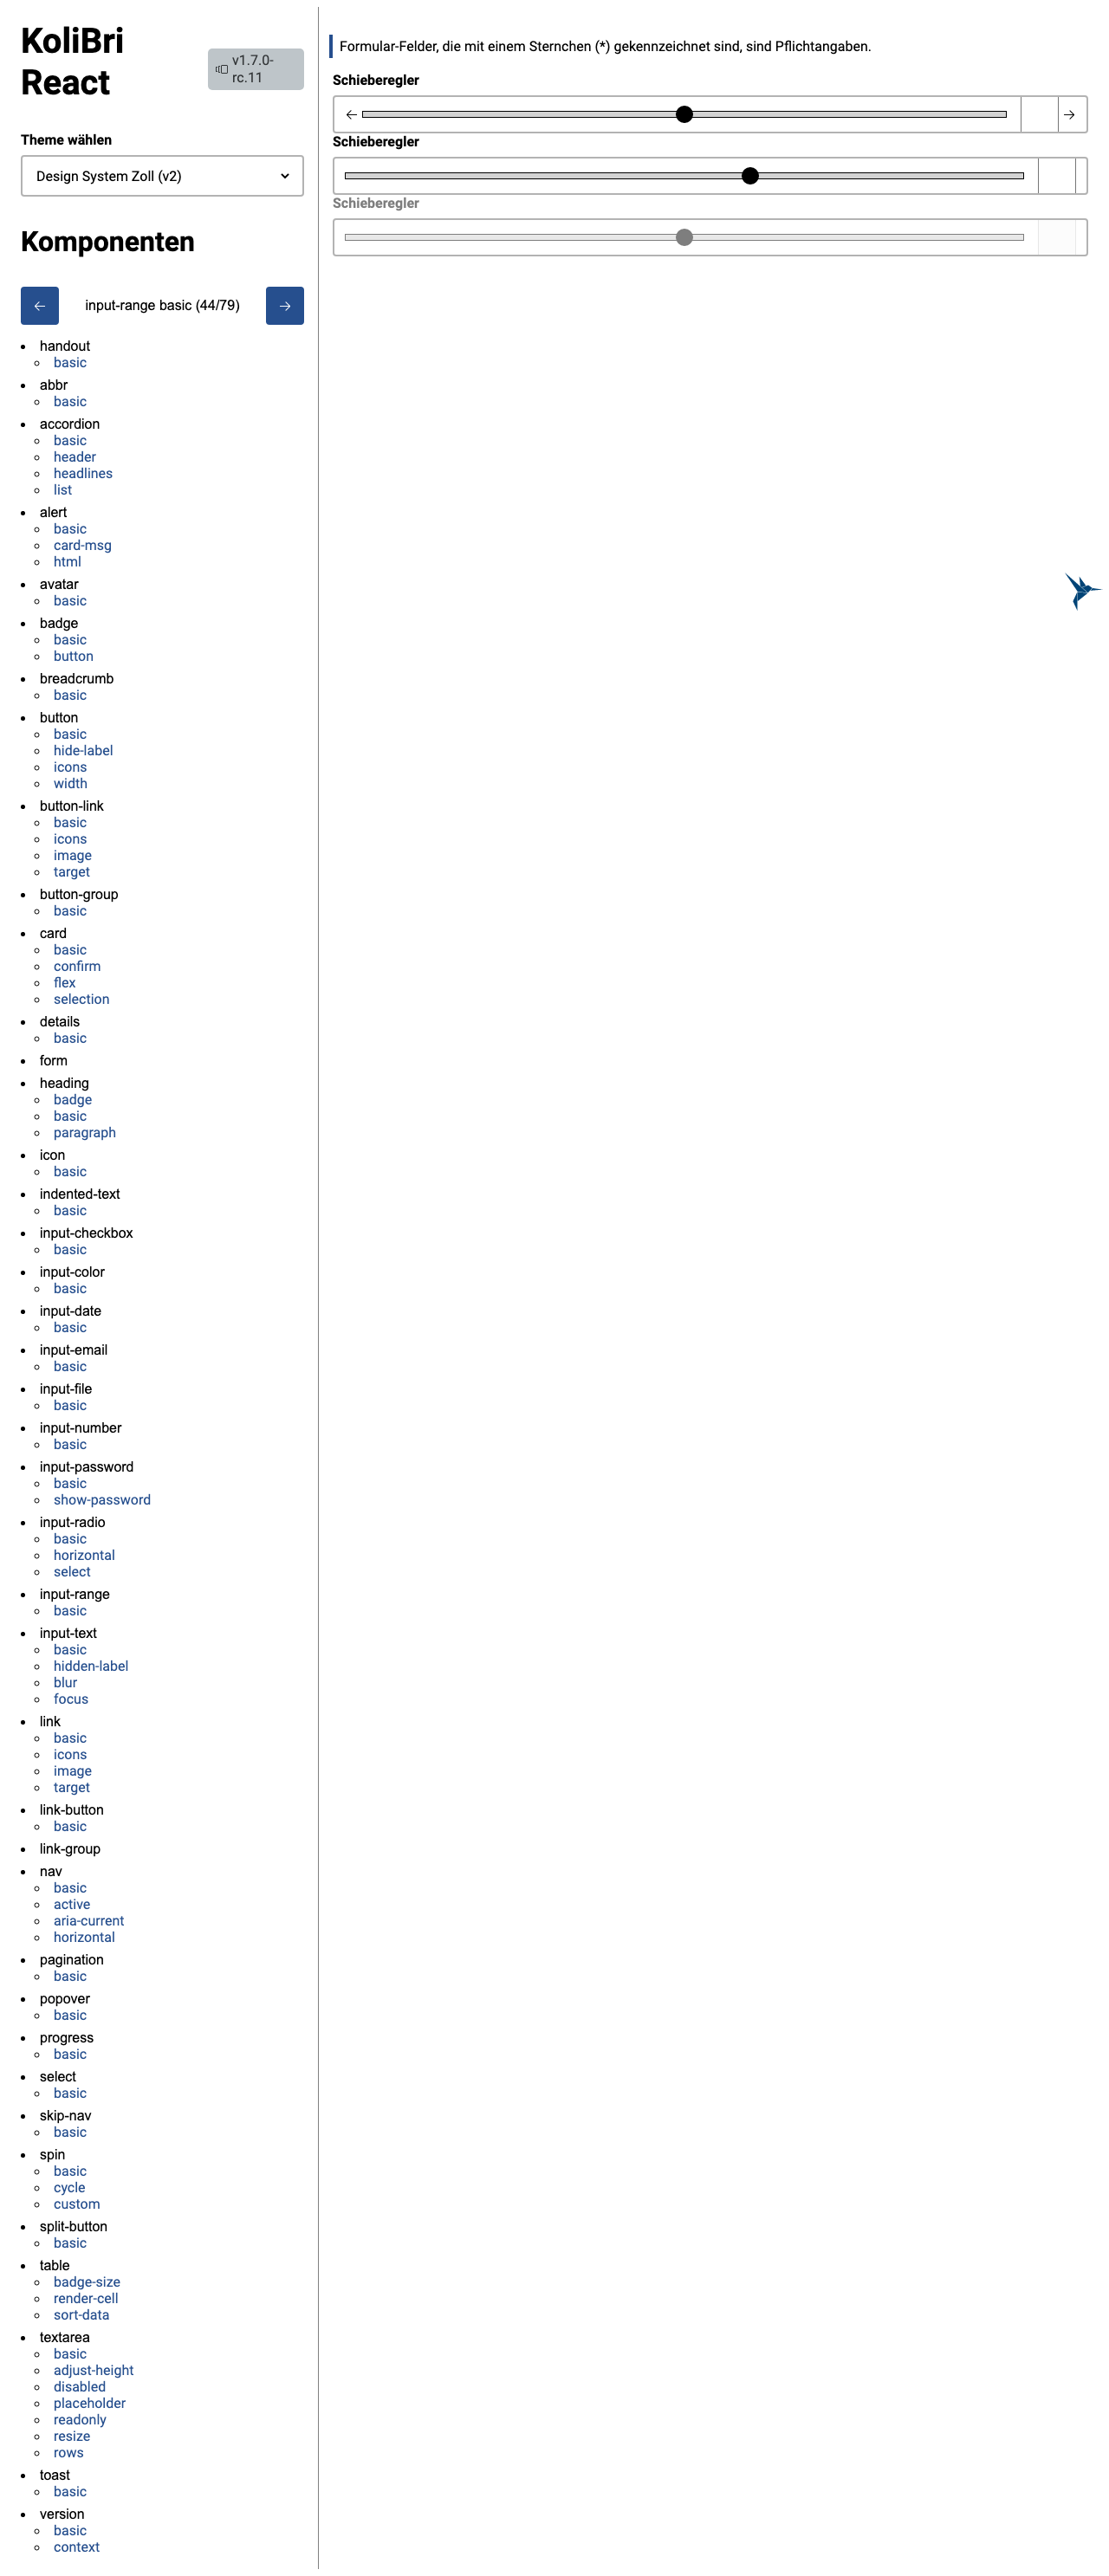 KoliBri
React
v1.7.0-
rc.11
Theme wählen
Design System Zoll (v2)
Komponenten
←
input-range basic (44/79)
→
handout
basic
abbr
basic
accordion
basic
header
headlines
list
alert
basic
card-msg
html
avatar
basic
badge
basic
button
breadcrumb
basic
button
basic
hide-label
icons
width
button-link
basic
icons
image
target
button-group
basic
card
basic
confirm
flex
selection
details
basic
form
heading
badge
basic
paragraph
icon
basic
indented-text
basic
input-checkbox
basic
input-color
basic
input-date
basic
input-email
basic
input-file
basic
input-number
basic
input-password
basic
show-password
input-radio
basic
horizontal
select
input-range
basic
input-text
basic
hidden-label
blur
focus
link
basic
icons
image
target
link-button
basic
link-group
nav
basic
active
aria-current
horizontal
pagination
basic
popover
basic
progress
basic
select
basic
skip-nav
basic
spin
basic
cycle
custom
split-button
basic
table
badge-size
render-cell
sort-data
textarea
basic
adjust-height
disabled
placeholder
readonly
resize
rows
toast
basic
version
basic
context
Formular-Felder, die mit einem Sternchen (*) gekennzeichnet sind, sind Pflichtangaben.
Schieberegler
Schieberegler
Schieberegler